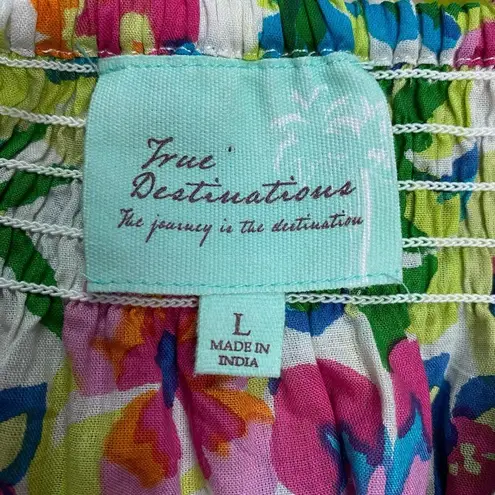 True
Destinations
The journey is the destination
L
MADE IN
INDIA